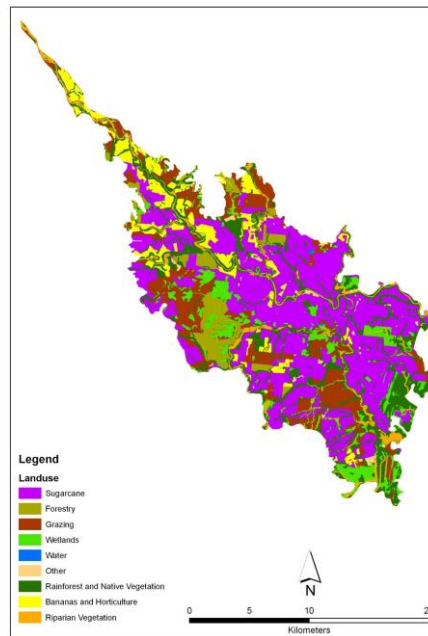 Legend
Landuse
Sugarcane
Forestry
Grazing
Wetlands
Water
Other
Rainforest and Native Vegetation
Bananas and Horticulture
Riparian Vegetation
N
0 5 10
Kilometers